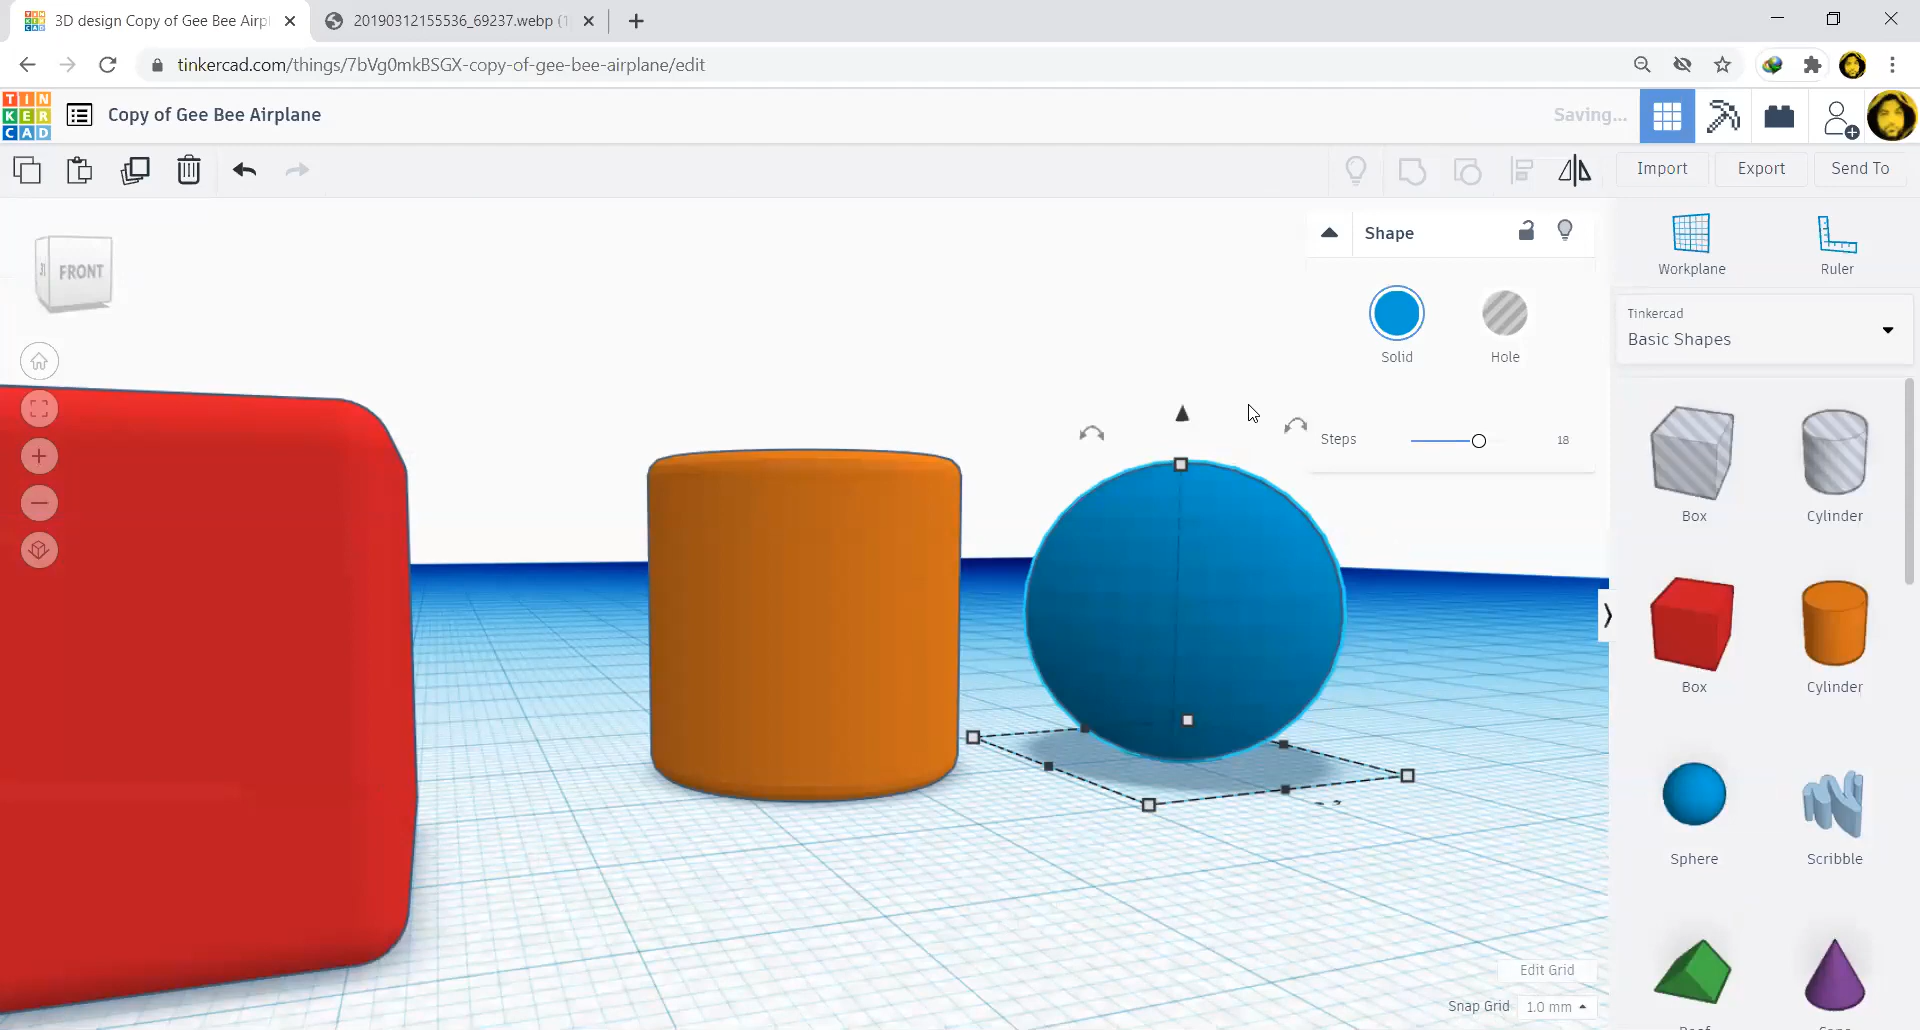 3D design Copy of Gee Bee Airpl
20190312155536_69237.webp (1
tinkercad.com/things/7bVg0mkBSGX-copy-of-gee-bee-airplane/edit
TIN
KER
CAD
Copy of Gee Bee Airplane
Saving...
Import
Export
Send To
FRONT
Shape
Solid
Hole
Steps
18
Workplane
Ruler
Tinkercad
Basic Shapes
Box
Cylinder
Box
Cylinder
Sphere
Scribble
Edit Grid
Snap Grid
1.0 mm